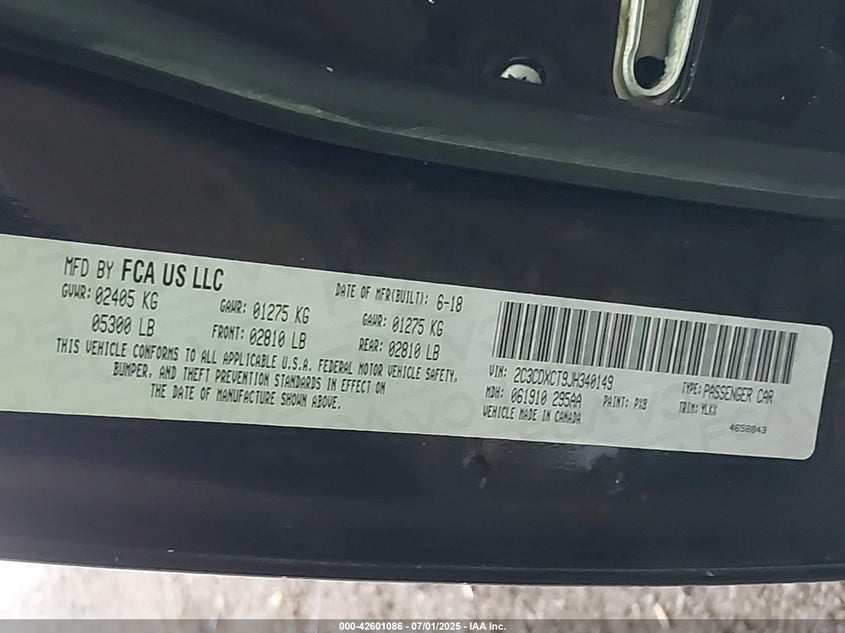 MFD BY FCA US LLC
DATE OF MFR(BUILT): 6-18
GVWR: 02405 KG
GAWR: 01275 KG
GAWR: 01275 KG
05300 LB
FRONT: 02810 LB
REAR: 02810 LB
THIS VEHICLE CONFORMS TO ALL APPLICABLE U.S.A. FEDERAL MOTOR VEHICLE SAFETY,
BUMPER, AND THEFT PREVENTION STANDARDS IN EFFECT ON
THE DATE OF MANUFACTURE SHOWN ABOVE.
VIN: 2C3CDXCT9JH340149
TYPE: PASSENGER CAR
MDH: 061910 295AA
PAINT: PX8
TRIM: YLKX
VEHICLE MADE IN CANADA
4658843
000-42601086 - 07/01/2025 - IAA Inc.